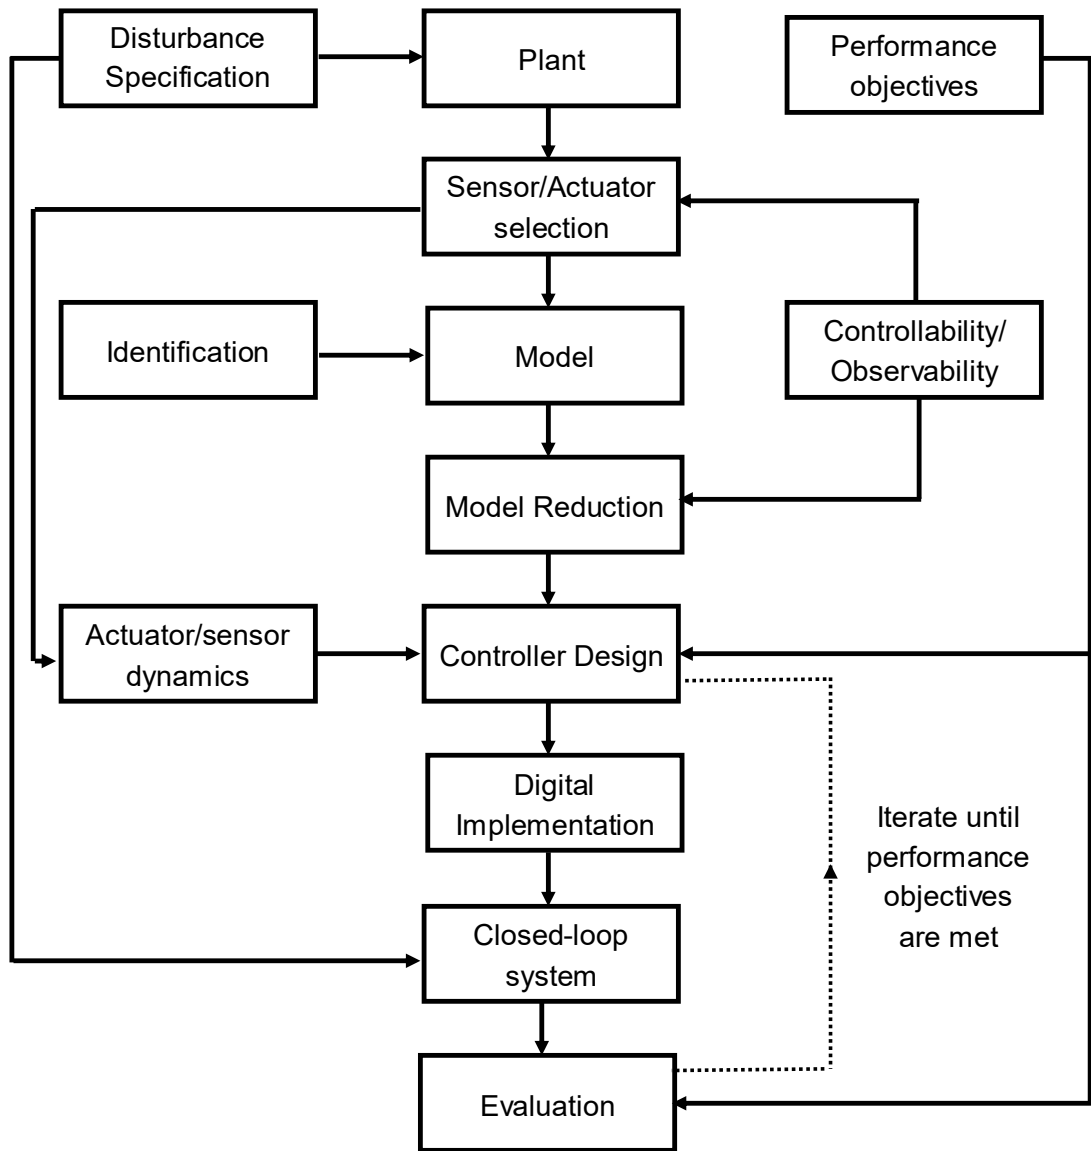 Disturbance
Specification
Plant
Performance
objectives
Sensor/Actuator
selection
Identification
Model
Controllability/
Observability
Model Reduction
Actuator/sensor
dynamics
Controller Design
Digital
Implementation
Iterate until
performance
objectives
are met
Closed-loop
system
Evaluation